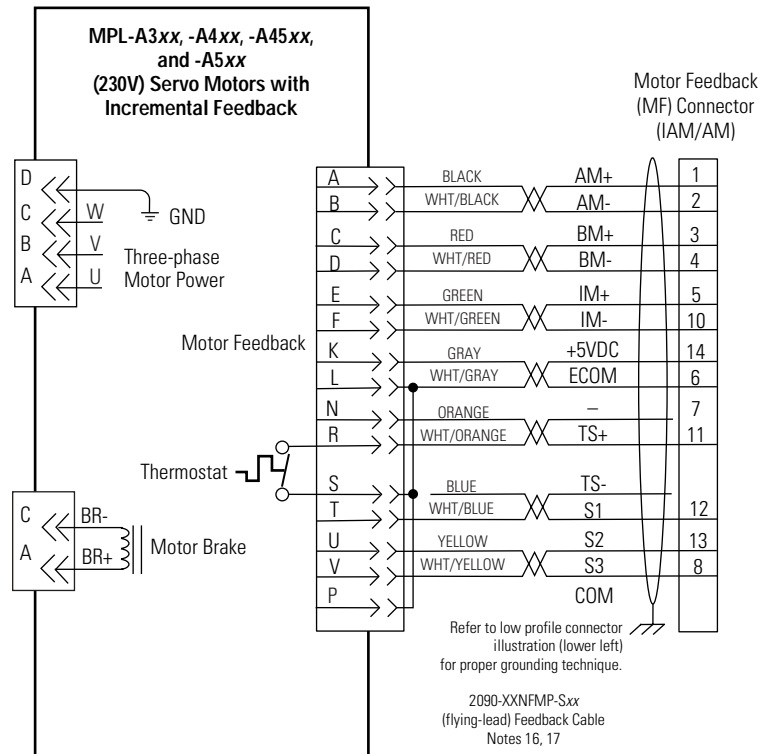 MPL-A3xx, -A4xx, -A45xx,
and -A5xx
(230V) Servo Motors with
Incremental Feedback
Motor Feedback
(MF) Connector
(IAM/AM)
D
C
B
A
W
V
U
GND
Three-phase
Motor Power
Motor Feedback
Thermostat
C
A
BR-
BR+
Motor Brake
A BLACK AM+ 1
B WHT/BLACK AM- 2
C RED BM+ 3
D WHT/RED BM- 4
E GREEN IM+ 5
F WHT/GREEN IM- 10
K GRAY +5VDC 14
L WHT/GRAY ECOM 6
N ORANGE – 7
R WHT/ORANGE TS+ 11
S BLUE TS-
T WHT/BLUE S1 12
U YELLOW S2 13
V WHT/YELLOW S3 8
P COM
Refer to low profile connector
illustration (lower left)
for proper grounding technique.
2090-XXNFMP-Sxx
(flying-lead) Feedback Cable
Notes 16, 17